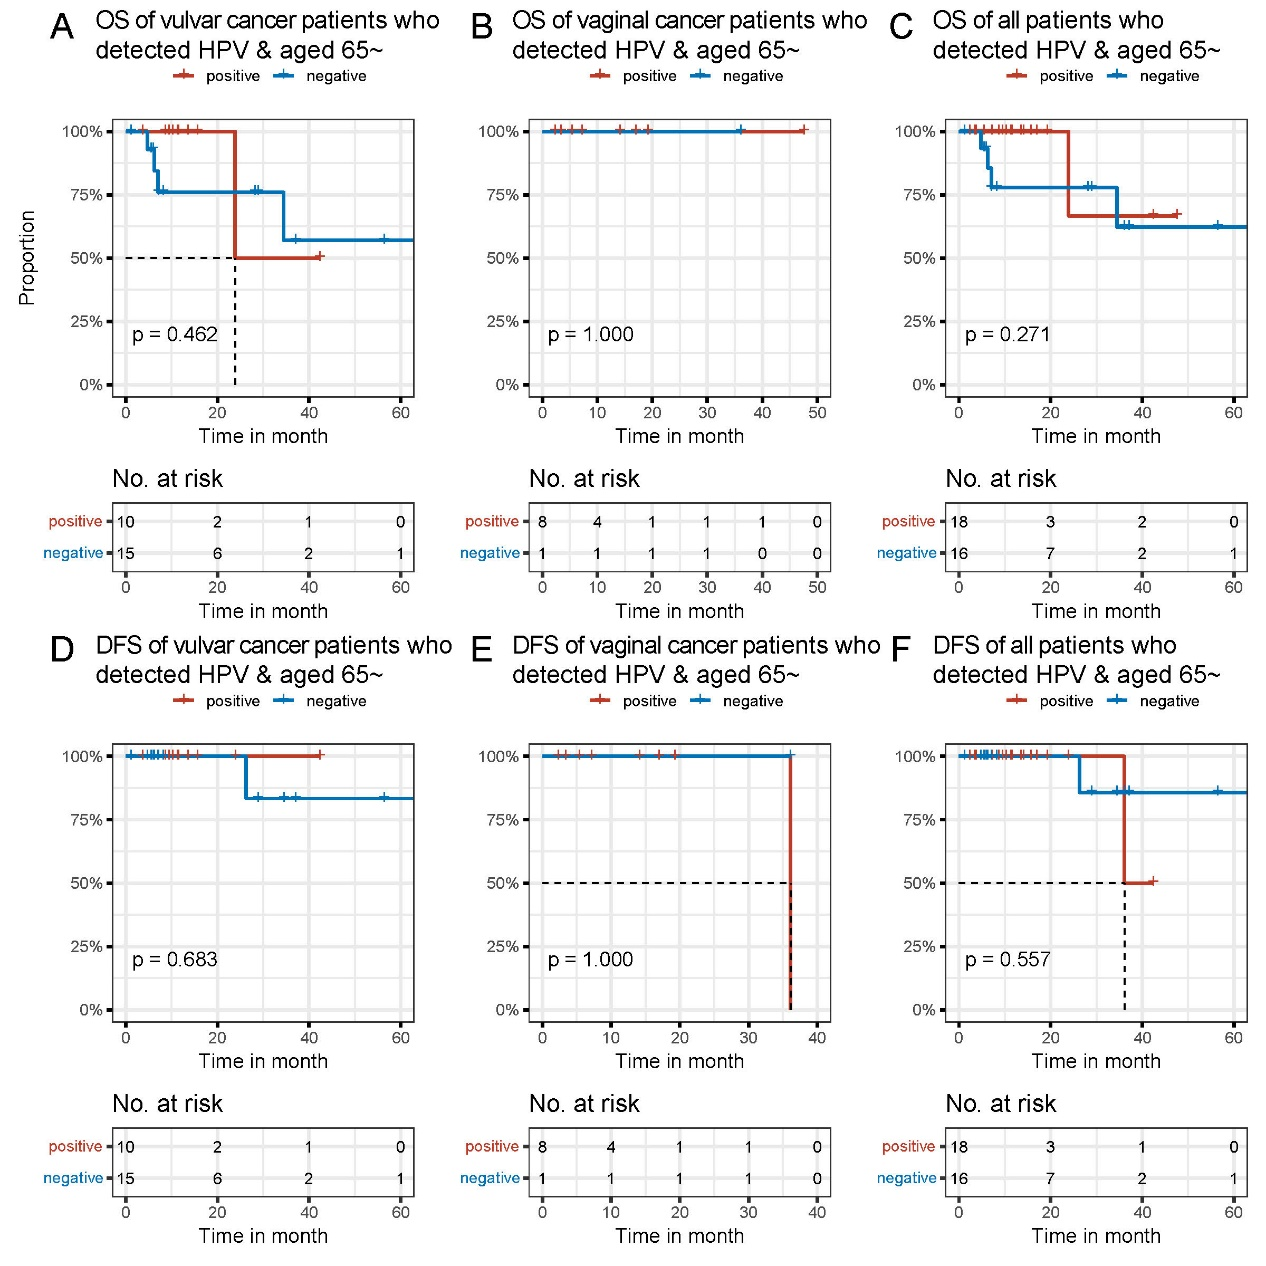 A
OS of vulvar cancer patients who
detected HPV & aged 65~
positive negative
Proportion
100%
75%
50%
25%
0%
p = 0.462
0 20 40 60
Time in month
No. at risk
positive 10 2 1 0
negative 15 6 2 1
0 20 40 60
Time in month
B
OS of vaginal cancer patients who
detected HPV & aged 65~
positive negative
100%
75%
50%
25%
0%
p = 1.000
0 10 20 30 40 50
Time in month
No. at risk
positive 8 4 1 1 1 0
negative 1 1 1 1 0 0
0 10 20 30 40 50
Time in month
C
OS of all patients who
detected HPV & aged 65~
positive negative
100%
75%
50%
25%
0%
p = 0.271
0 20 40 60
Time in month
No. at risk
positive 18 3 2 0
negative 16 7 2 1
0 20 40 60
Time in month
D
DFS of vulvar cancer patients who
detected HPV & aged 65~
positive negative
100%
75%
50%
25%
0%
p = 0.683
0 20 40 60
Time in month
No. at risk
positive 10 2 1 0
negative 15 6 2 1
0 20 40 60
Time in month
E
DFS of vaginal cancer patients who
detected HPV & aged 65~
positive negative
100%
75%
50%
25%
0%
p = 1.000
0 10 20 30 40
Time in month
No. at risk
positive 8 4 1 1 0
negative 1 1 1 1 0
0 10 20 30 40
Time in month
F
DFS of all patients who
detected HPV & aged 65~
positive negative
100%
75%
50%
25%
0%
p = 0.557
0 20 40 60
Time in month
No. at risk
positive 18 3 1 0
negative 16 7 2 1
0 20 40 60
Time in month